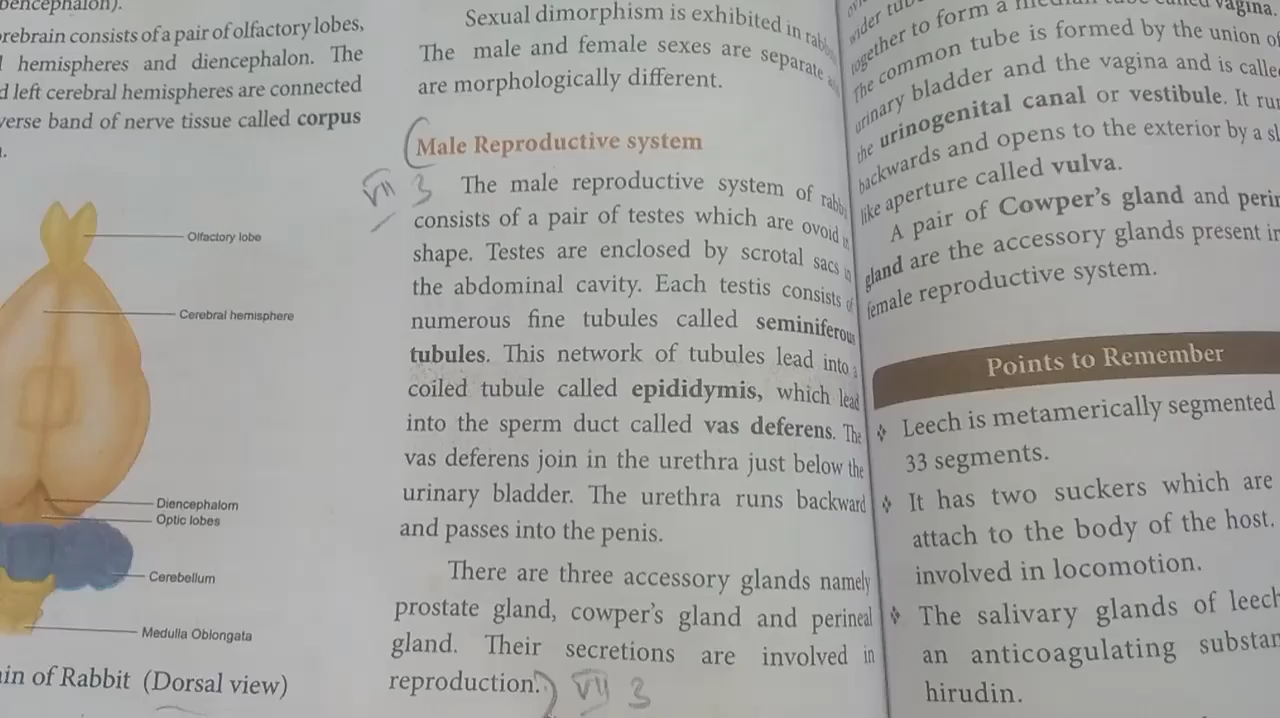 bencephalon).
rebrain consists of a pair of olfactory lobes,
hemispheres and diencephalon. The
d left cerebral hemispheres are connected
verse band of nerve tissue called corpus
Olfactory lobe
Cerebral hemisphere
Diencephalom
Optic lobes
Cerebellum
Medulla Oblongata
in of Rabbit (Dorsal view)
Sexual dimorphism is exhibited in
The male and female sexes are separate
are morphologically different.
Male Reproductive system
VII 3
The male reproductive system of
consists of a pair of testes which are ovoid in
shape. Testes are enclosed by scrotal sacs in
the abdominal cavity. Each testis consists of
numerous fine tubules called seminiferous
tubules. This network of tubules lead into a
coiled tubule called epididymis, which lead
into the sperm duct called vas deferens. The
vas deferens join in the urethra just below the
urinary bladder. The urethra runs backward
and passes into the penis.
There are three accessory glands namely
prostate gland, cowper's gland and perineal
gland. Their secretions are involved in
reproduction.
VII 3
wider
together to form a vagina.
The common tube is formed by the union of
urinary bladder and the vagina and is called
the urinogenital canal or vestibule. It
backwards and opens to the exterior by a
like aperture called vulva.
A pair of Cowper's gland and
gland are the accessory glands present in
female reproductive system.
Points to Remember
❖ Leech is metamerically segmented
33 segments.
❖ It has two suckers which are
attach to the body of the host.
involved in locomotion.
❖ The salivary glands of leech
an anticoagulating
hirudin.